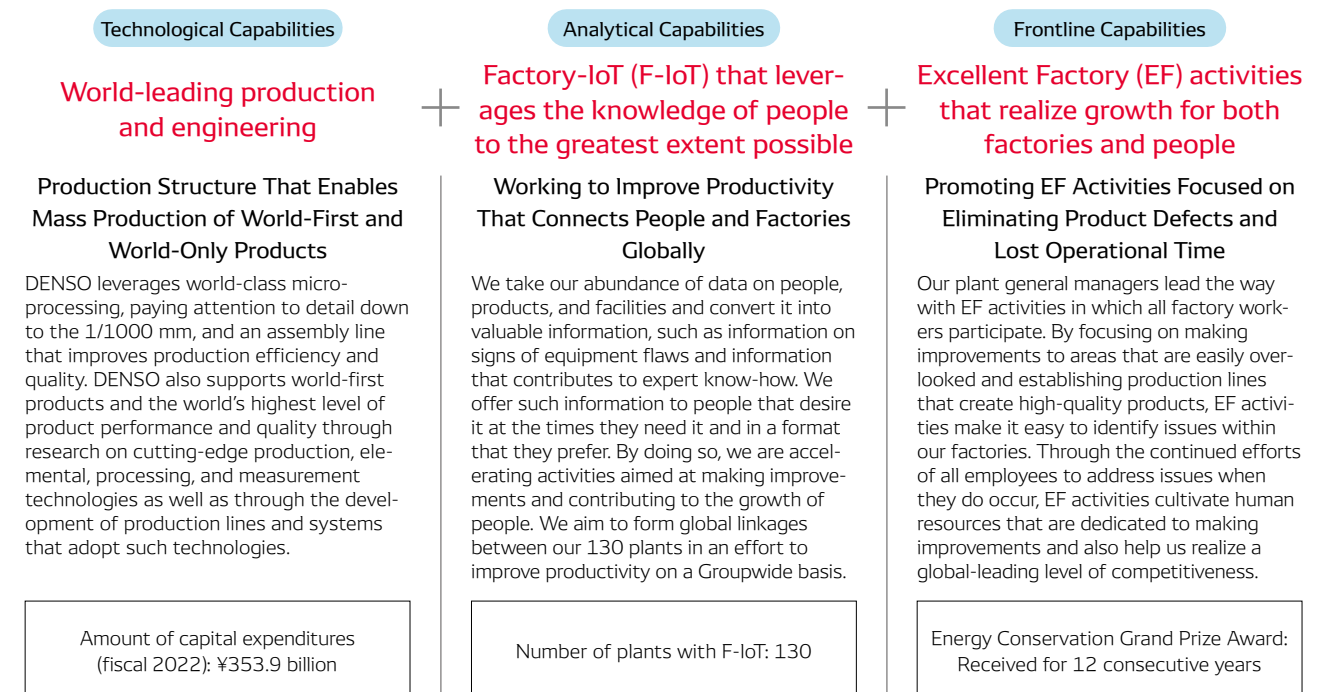 Technological Capabilities
World-leading production
and engineering
Production Structure That Enables
Mass Production of World-First and
World-Only Products
DENSO leverages world-class micro-
processing, paying attention to detail down
to the 1/1000 mm, and an assembly line
that improves production efficiency and
quality. DENSO also supports world-first
products and the world's highest level of
product performance and quality through
research on cutting-edge production, ele-
mental, processing, and measurement
technologies as well as through the devel-
opment of production lines and systems
that adopt such technologies.
Amount of capital expenditures
(fiscal 2022): ¥353.9 billion
+
Analytical Capabilities
Factory-IoT (F-IoT) that lever-
ages the knowledge of people
to the greatest extent possible
Working to Improve Productivity
That Connects People and Factories
Globally
We take our abundance of data on people,
products, and facilities and convert it into
valuable information, such as information on
signs of equipment flaws and information
that contributes to expert know-how. We
offer such information to people that desire
it at the times they need it and in a format
that they prefer. By doing so, we are accel-
erating activities aimed at making improve-
ments and contributing to the growth of
people. We aim to form global linkages
between our 130 plants in an effort to
improve productivity on a Groupwide basis.
Number of plants with F-IoT: 130
+
Frontline Capabilities
Excellent Factory (EF) activities
that realize growth for both
factories and people
Promoting EF Activities Focused on
Eliminating Product Defects and
Lost Operational Time
Our plant general managers lead the way
with EF activities in which all factory work-
ers participate. By focusing on making
improvements to areas that are easily over-
looked and establishing production lines
that create high-quality products, EF activi-
ties make it easy to identify issues within
our factories. Through the continued efforts
of all employees to address issues when
they do occur, EF activities cultivate human
resources that are dedicated to making
improvements and also help us realize a
global-leading level of competitiveness.
Energy Conservation Grand Prize Award:
Received for 12 consecutive years